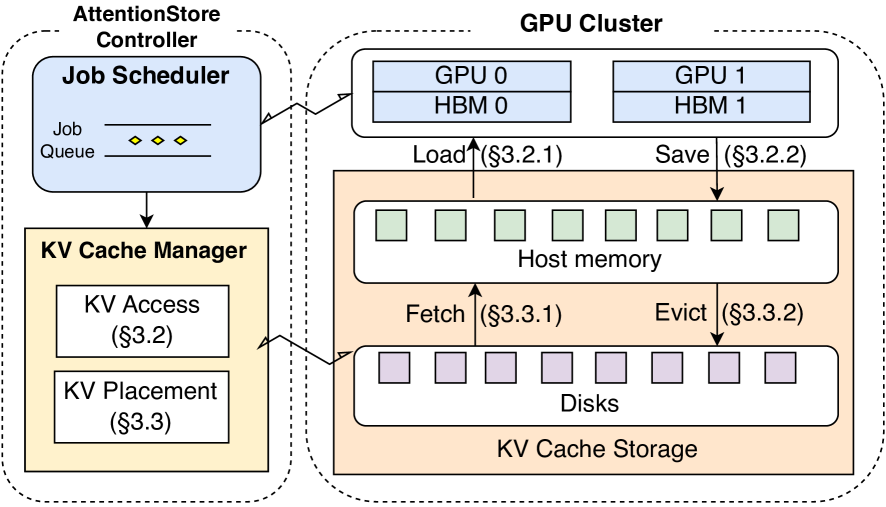 AttentionStore
Controller
Job Scheduler
Job
Queue
KV Cache Manager
KV Access
(§3.2)
KV Placement
(§3.3)
GPU Cluster
GPU 0
HBM 0
GPU 1
HBM 1
Load (§3.2.1)
Save (§3.2.2)
Host memory
Fetch (§3.3.1)
Evict (§3.3.2)
Disks
KV Cache Storage